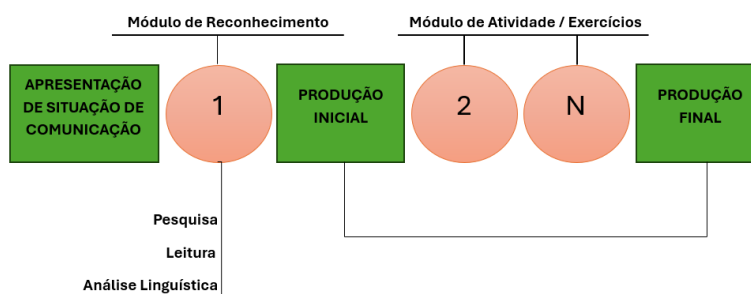 Módulo de Reconhecimento
Módulo de Atividade / Exercícios
APRESENTAÇÃO
DE SITUAÇÃO DE
COMUNICAÇÃO
1
PRODUÇÃO
INICIAL
2
N
PRODUÇÃO
FINAL
Pesquisa
Leitura
Análise Linguística